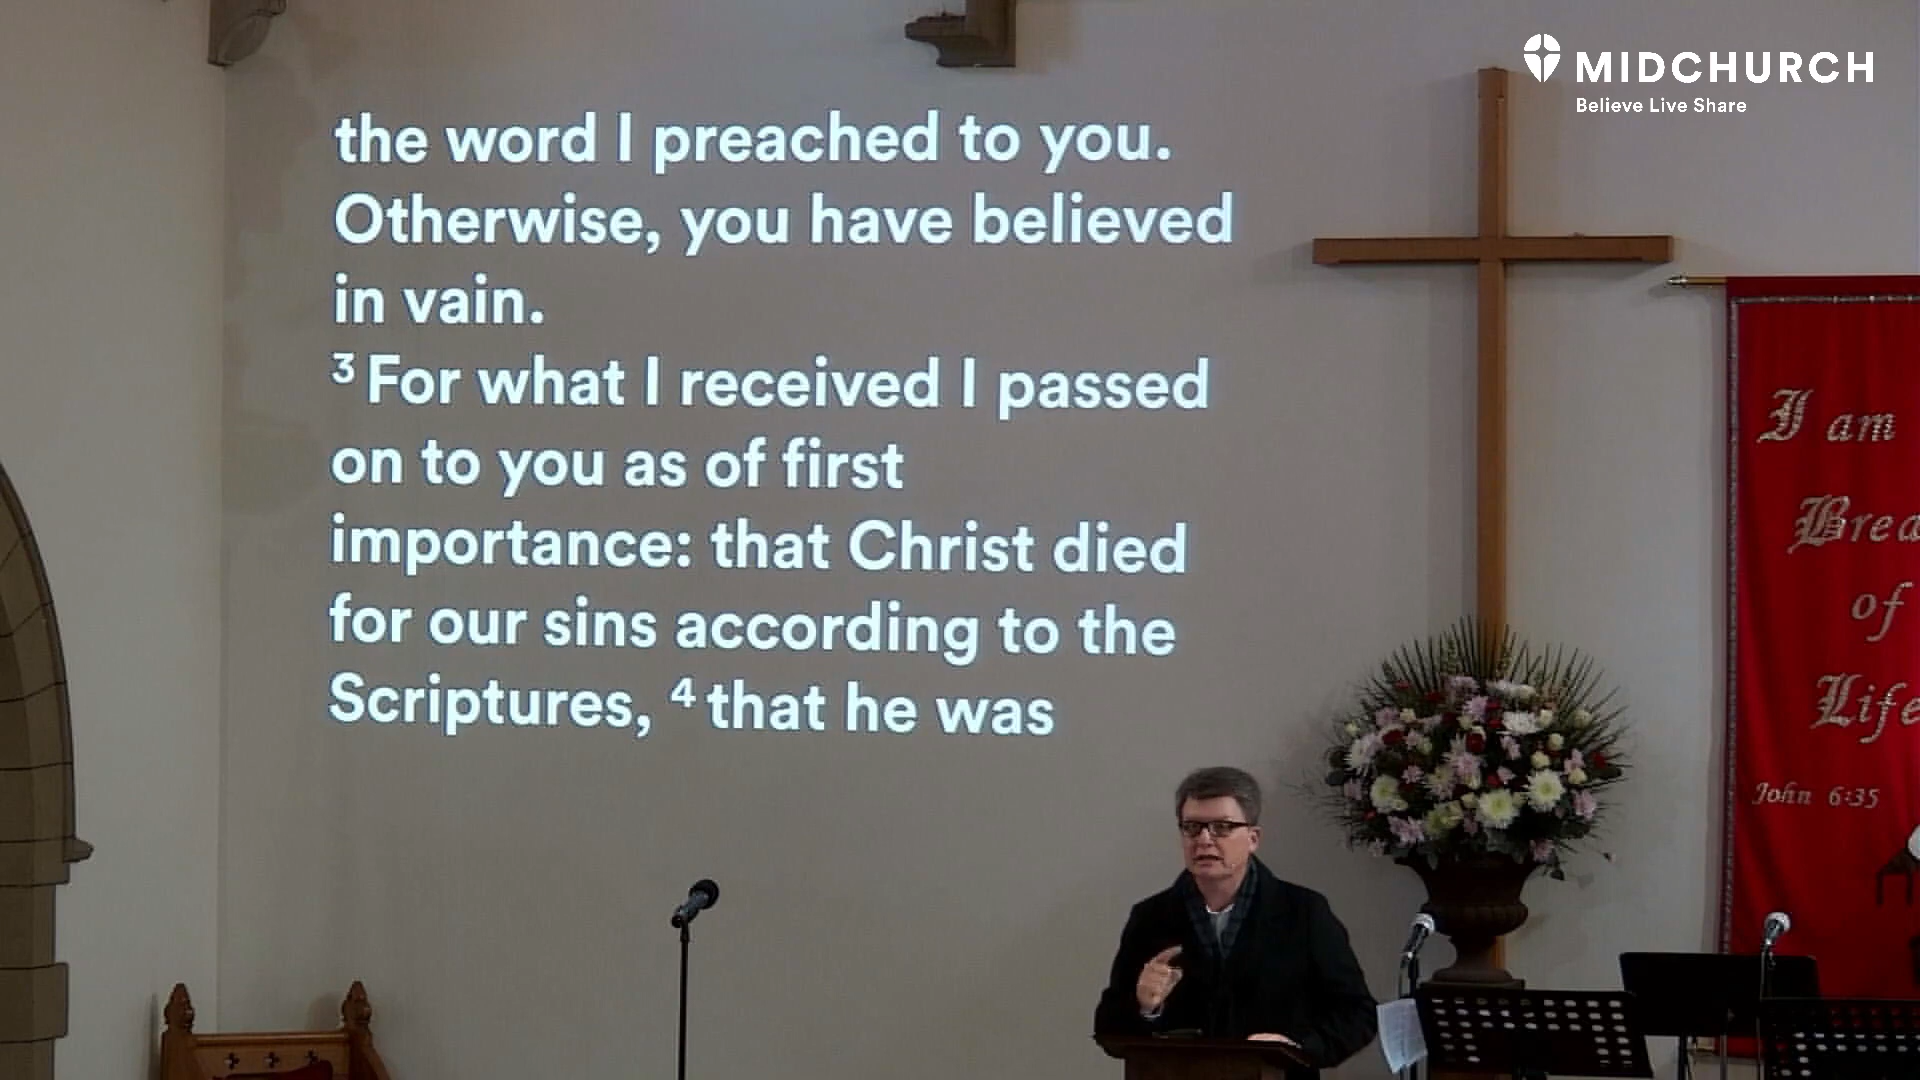 MIDCHURCH
Believe Live Share
the word I preached to you.
Otherwise, you have believed
in vain.
³ For what I received I passed
on to you as of first
importance: that Christ died
for our sins according to the
Scriptures, ⁴ that he was
I am
Brea
of
Life
John 6:35